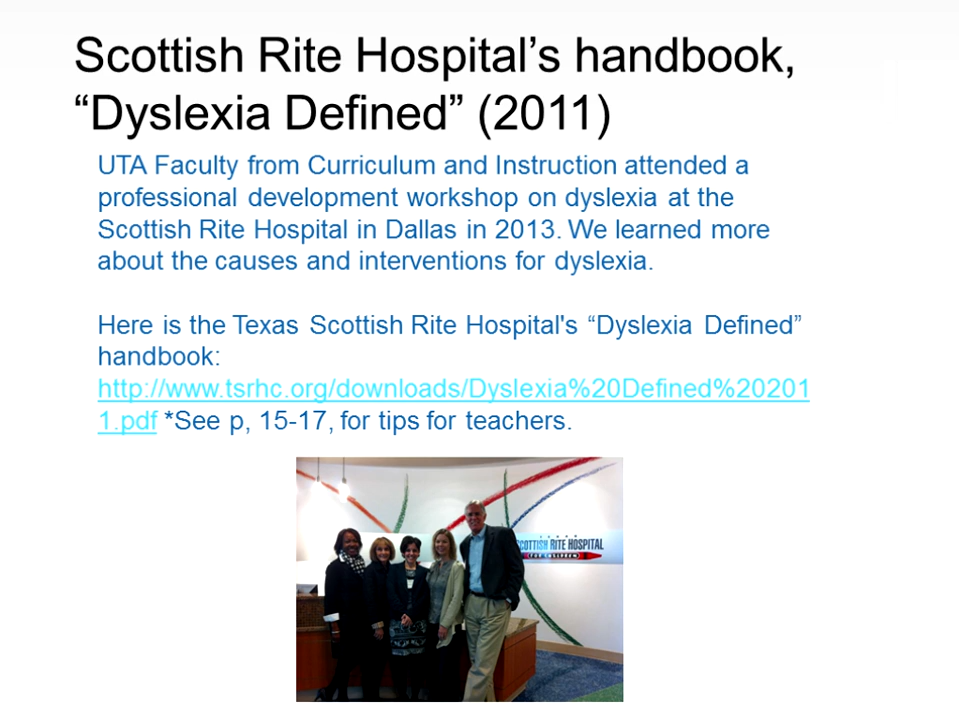 Scottish Rite Hospital’s handbook,
“Dyslexia Defined” (2011)
UTA Faculty from Curriculum and Instruction attended a
professional development workshop on dyslexia at the
Scottish Rite Hospital in Dallas in 2013. We learned more
about the causes and interventions for dyslexia.
Here is the Texas Scottish Rite Hospital's “Dyslexia Defined”
handbook:
http://www.tsrhc.org/downloads/Dyslexia%20Defined%20201
1.pdf *See p, 15-17, for tips for teachers.
SCOTTISH RITE HOSPITAL